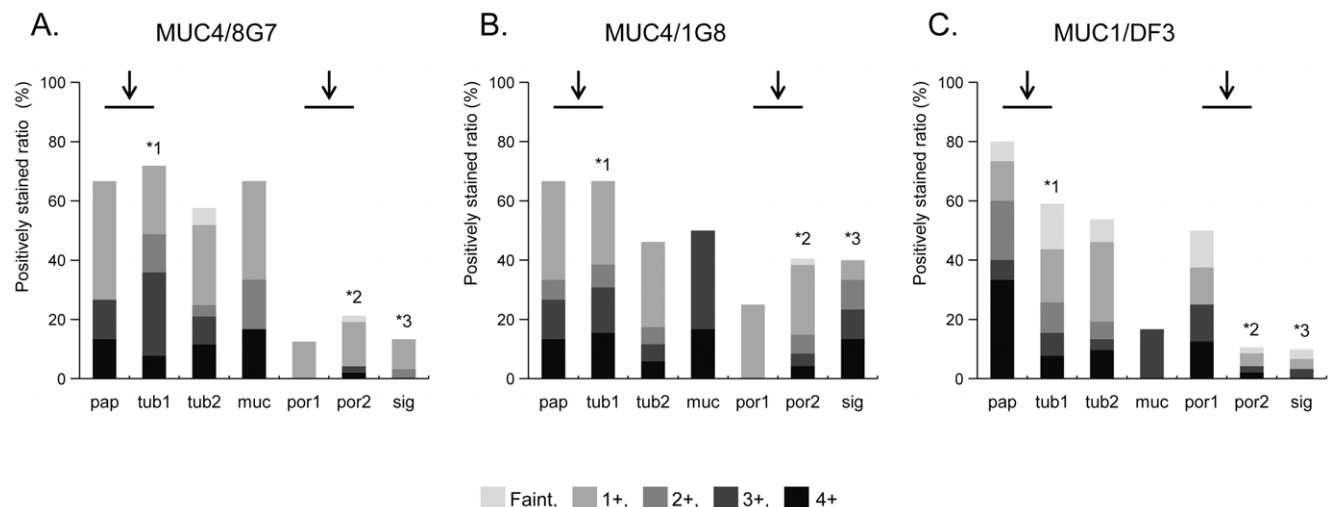 A.
MUC4/8G7
Positively stained ratio (%)
100
80
60
40
20
0
*1
*2
*3
pap tub1 tub2 muc por1 por2 sig
B.
MUC4/1G8
Positively stained ratio (%)
100
80
60
40
20
0
*1
*2
*3
pap tub1 tub2 muc por1 por2 sig
C.
MUC1/DF3
Positively stained ratio (%)
100
80
60
40
20
0
*1
*2
*3
pap tub1 tub2 muc por1 por2 sig
Faint, 1+, 2+, 3+, 4+